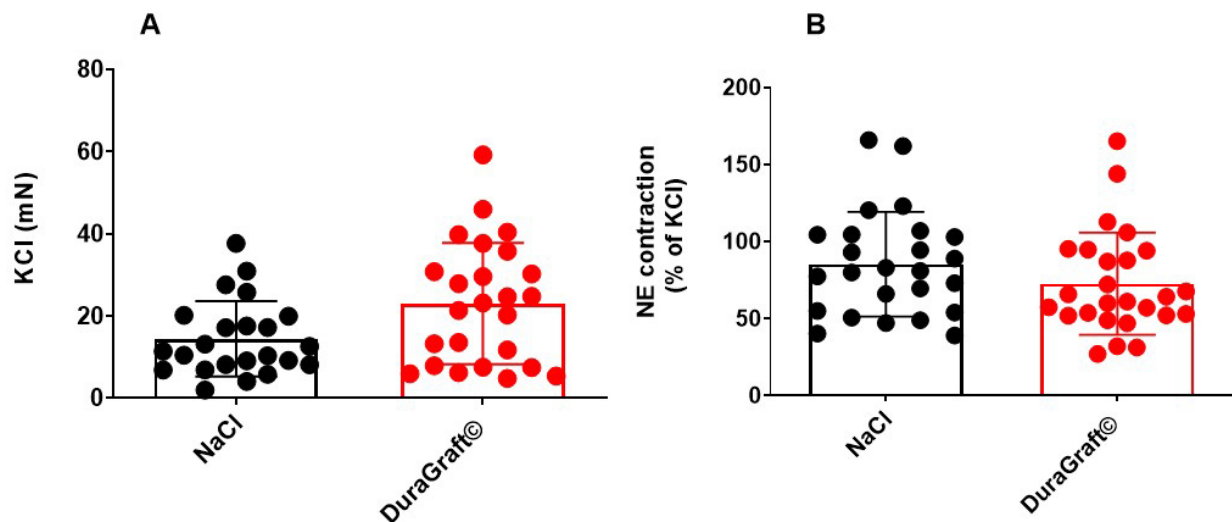 A
KCl (mN)
80
60
40
20
0
NaCl
DuraGraft©
B
NE contraction
(% of KCl)
200
150
100
50
0
NaCl
DuraGraft©